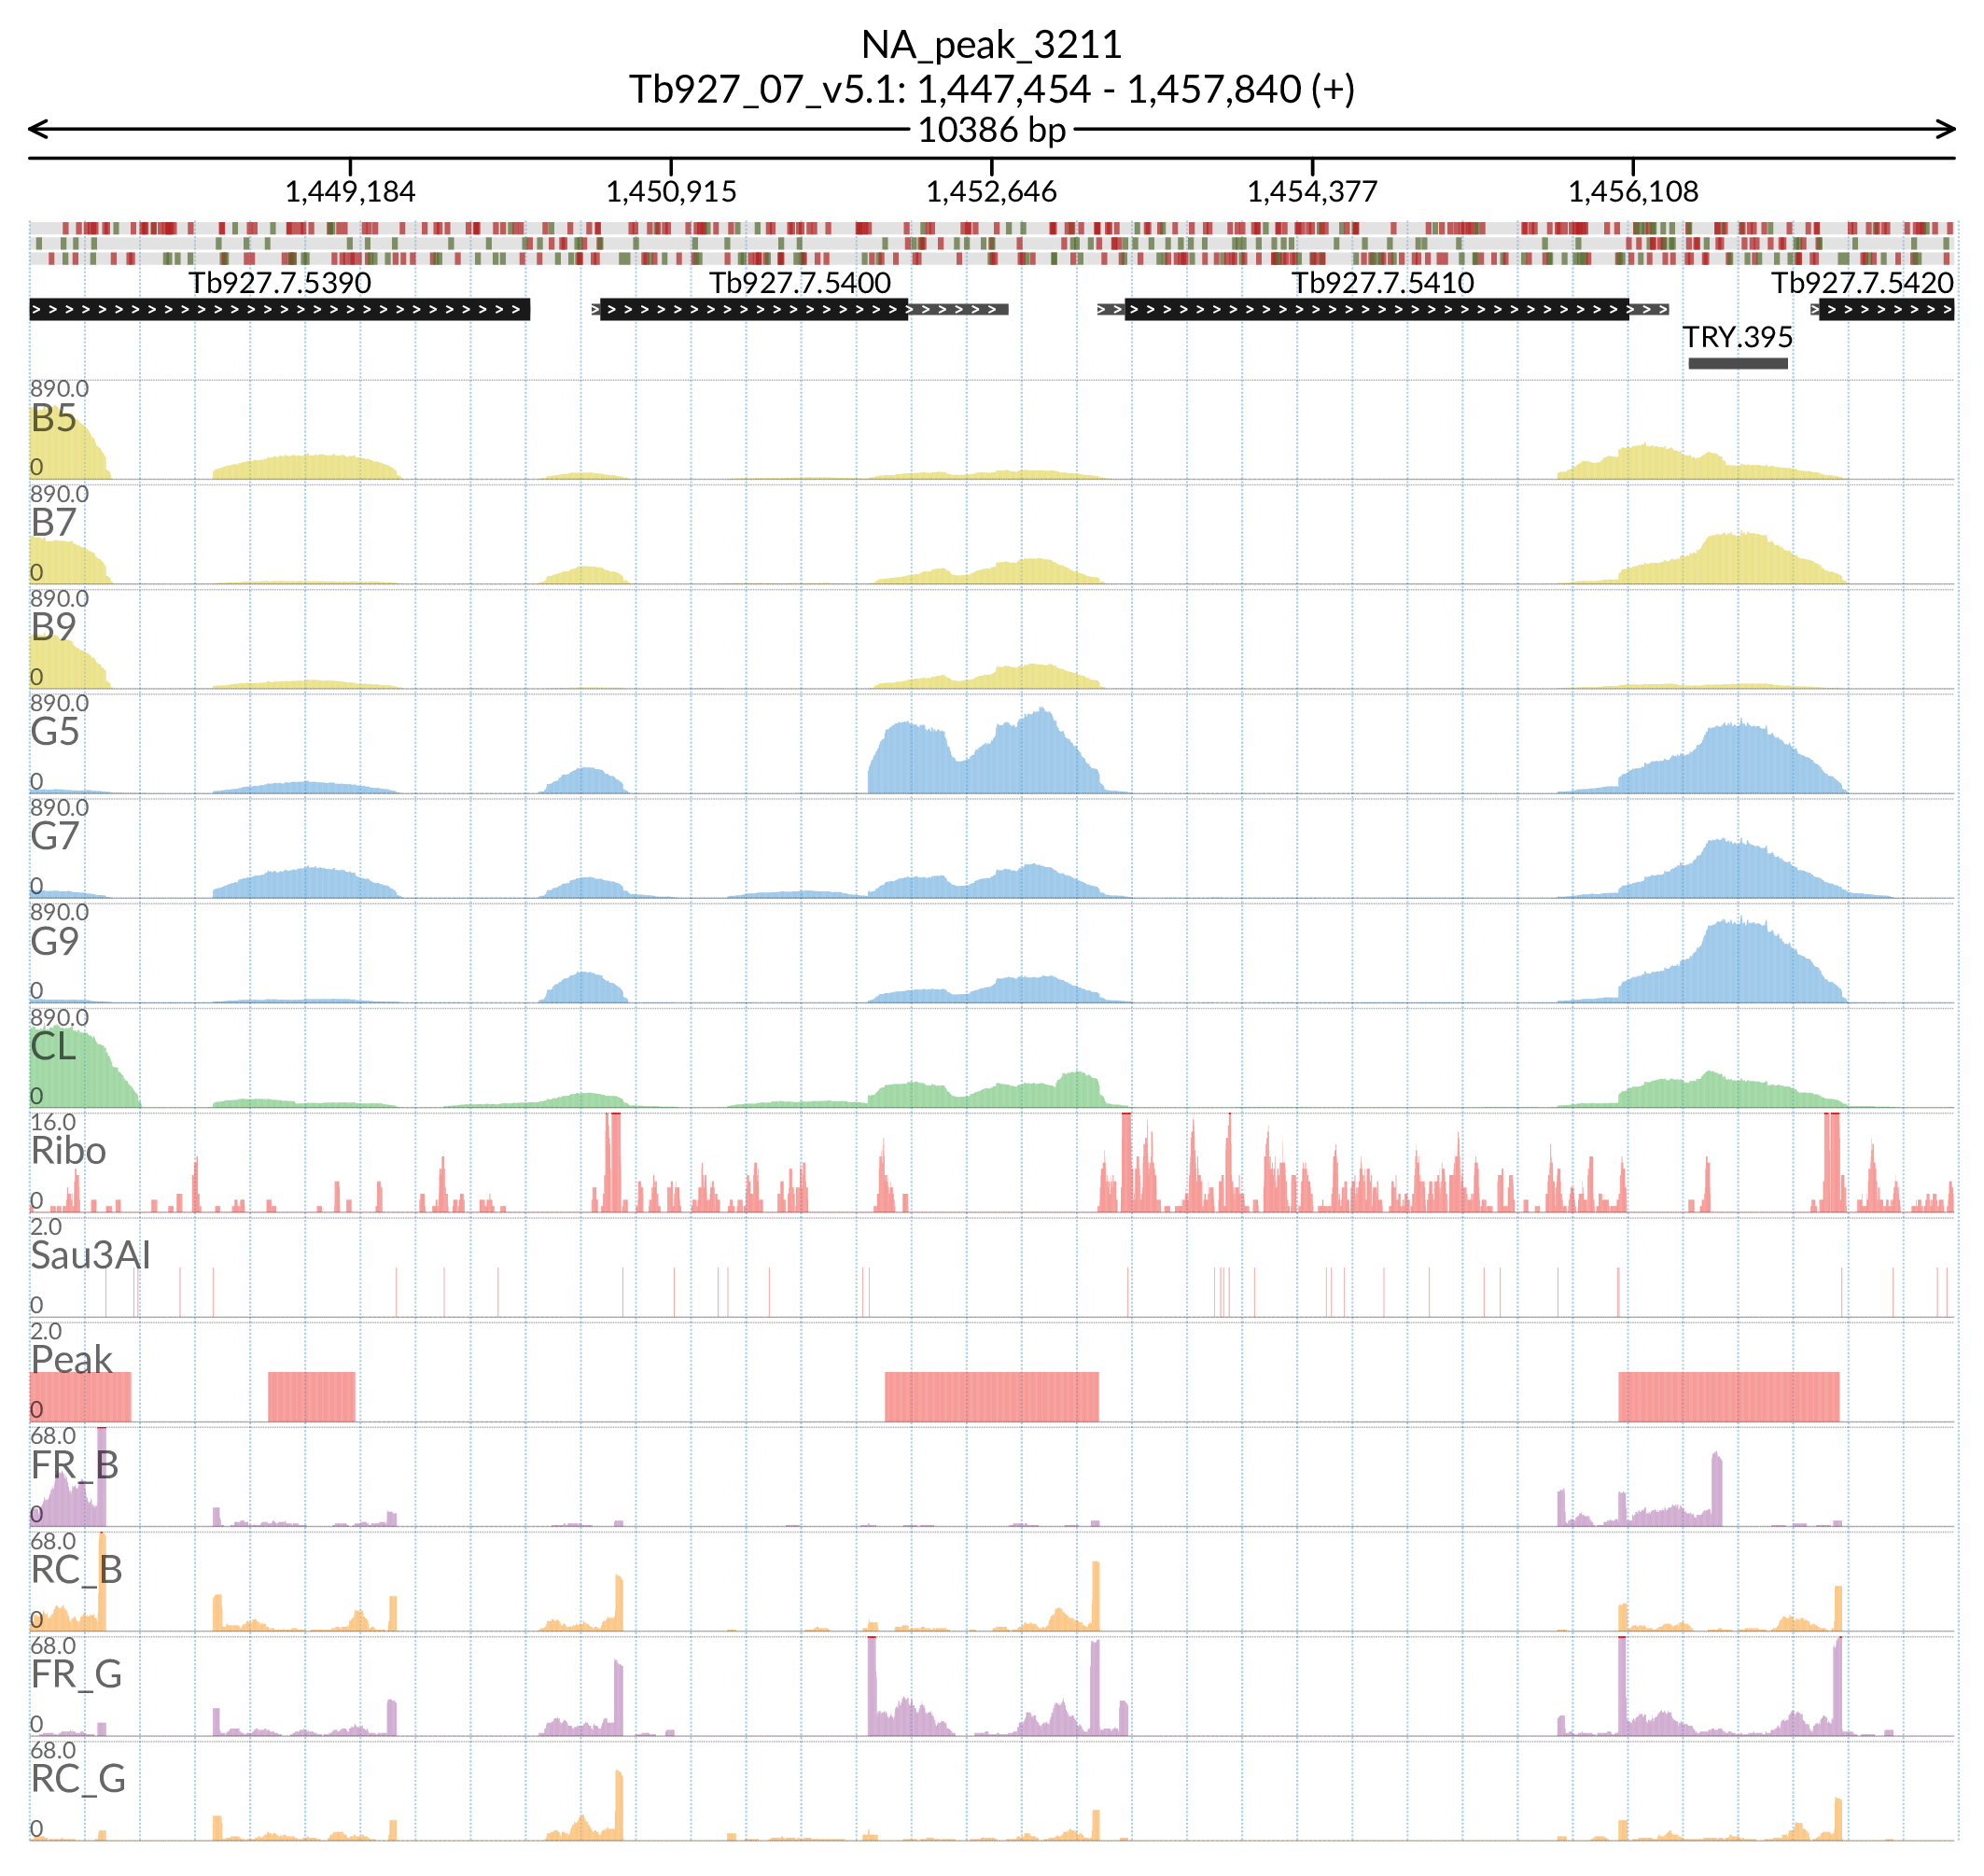 NA_peak_3211
Tb927_07_v5.1: 1,447,454 - 1,457,840 (+)
10386 bp
1,449,184 1,450,915 1,452,646 1,454,377 1,456,108
Tb927.7.5390 Tb927.7.5400 Tb927.7.5410 Tb927.7.5420
TRY.395
890.0
B5
0
890.0
B7
0
890.0
B9
0
890.0
G5
0
890.0
G7
0
890.0
G9
0
890.0
CL
0
16.0
Ribo
0
2.0
Sau3AI
0
2.0
Peak
0
68.0
FR_B
0
68.0
RC_B
0
68.0
FR_G
0
68.0
RC_G
0